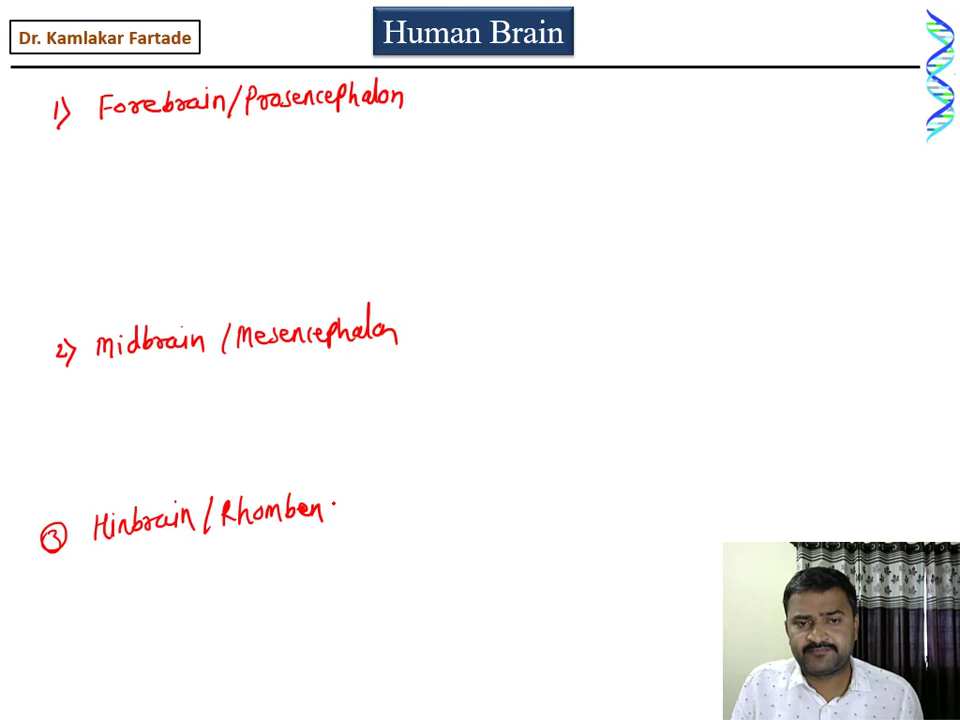 Dr. Kamlakar Fartade
Human Brain
1) Forebrain/Prosencephalon
2) Midbrain/Mesencephalon
3 Hinbrain/Rhomben